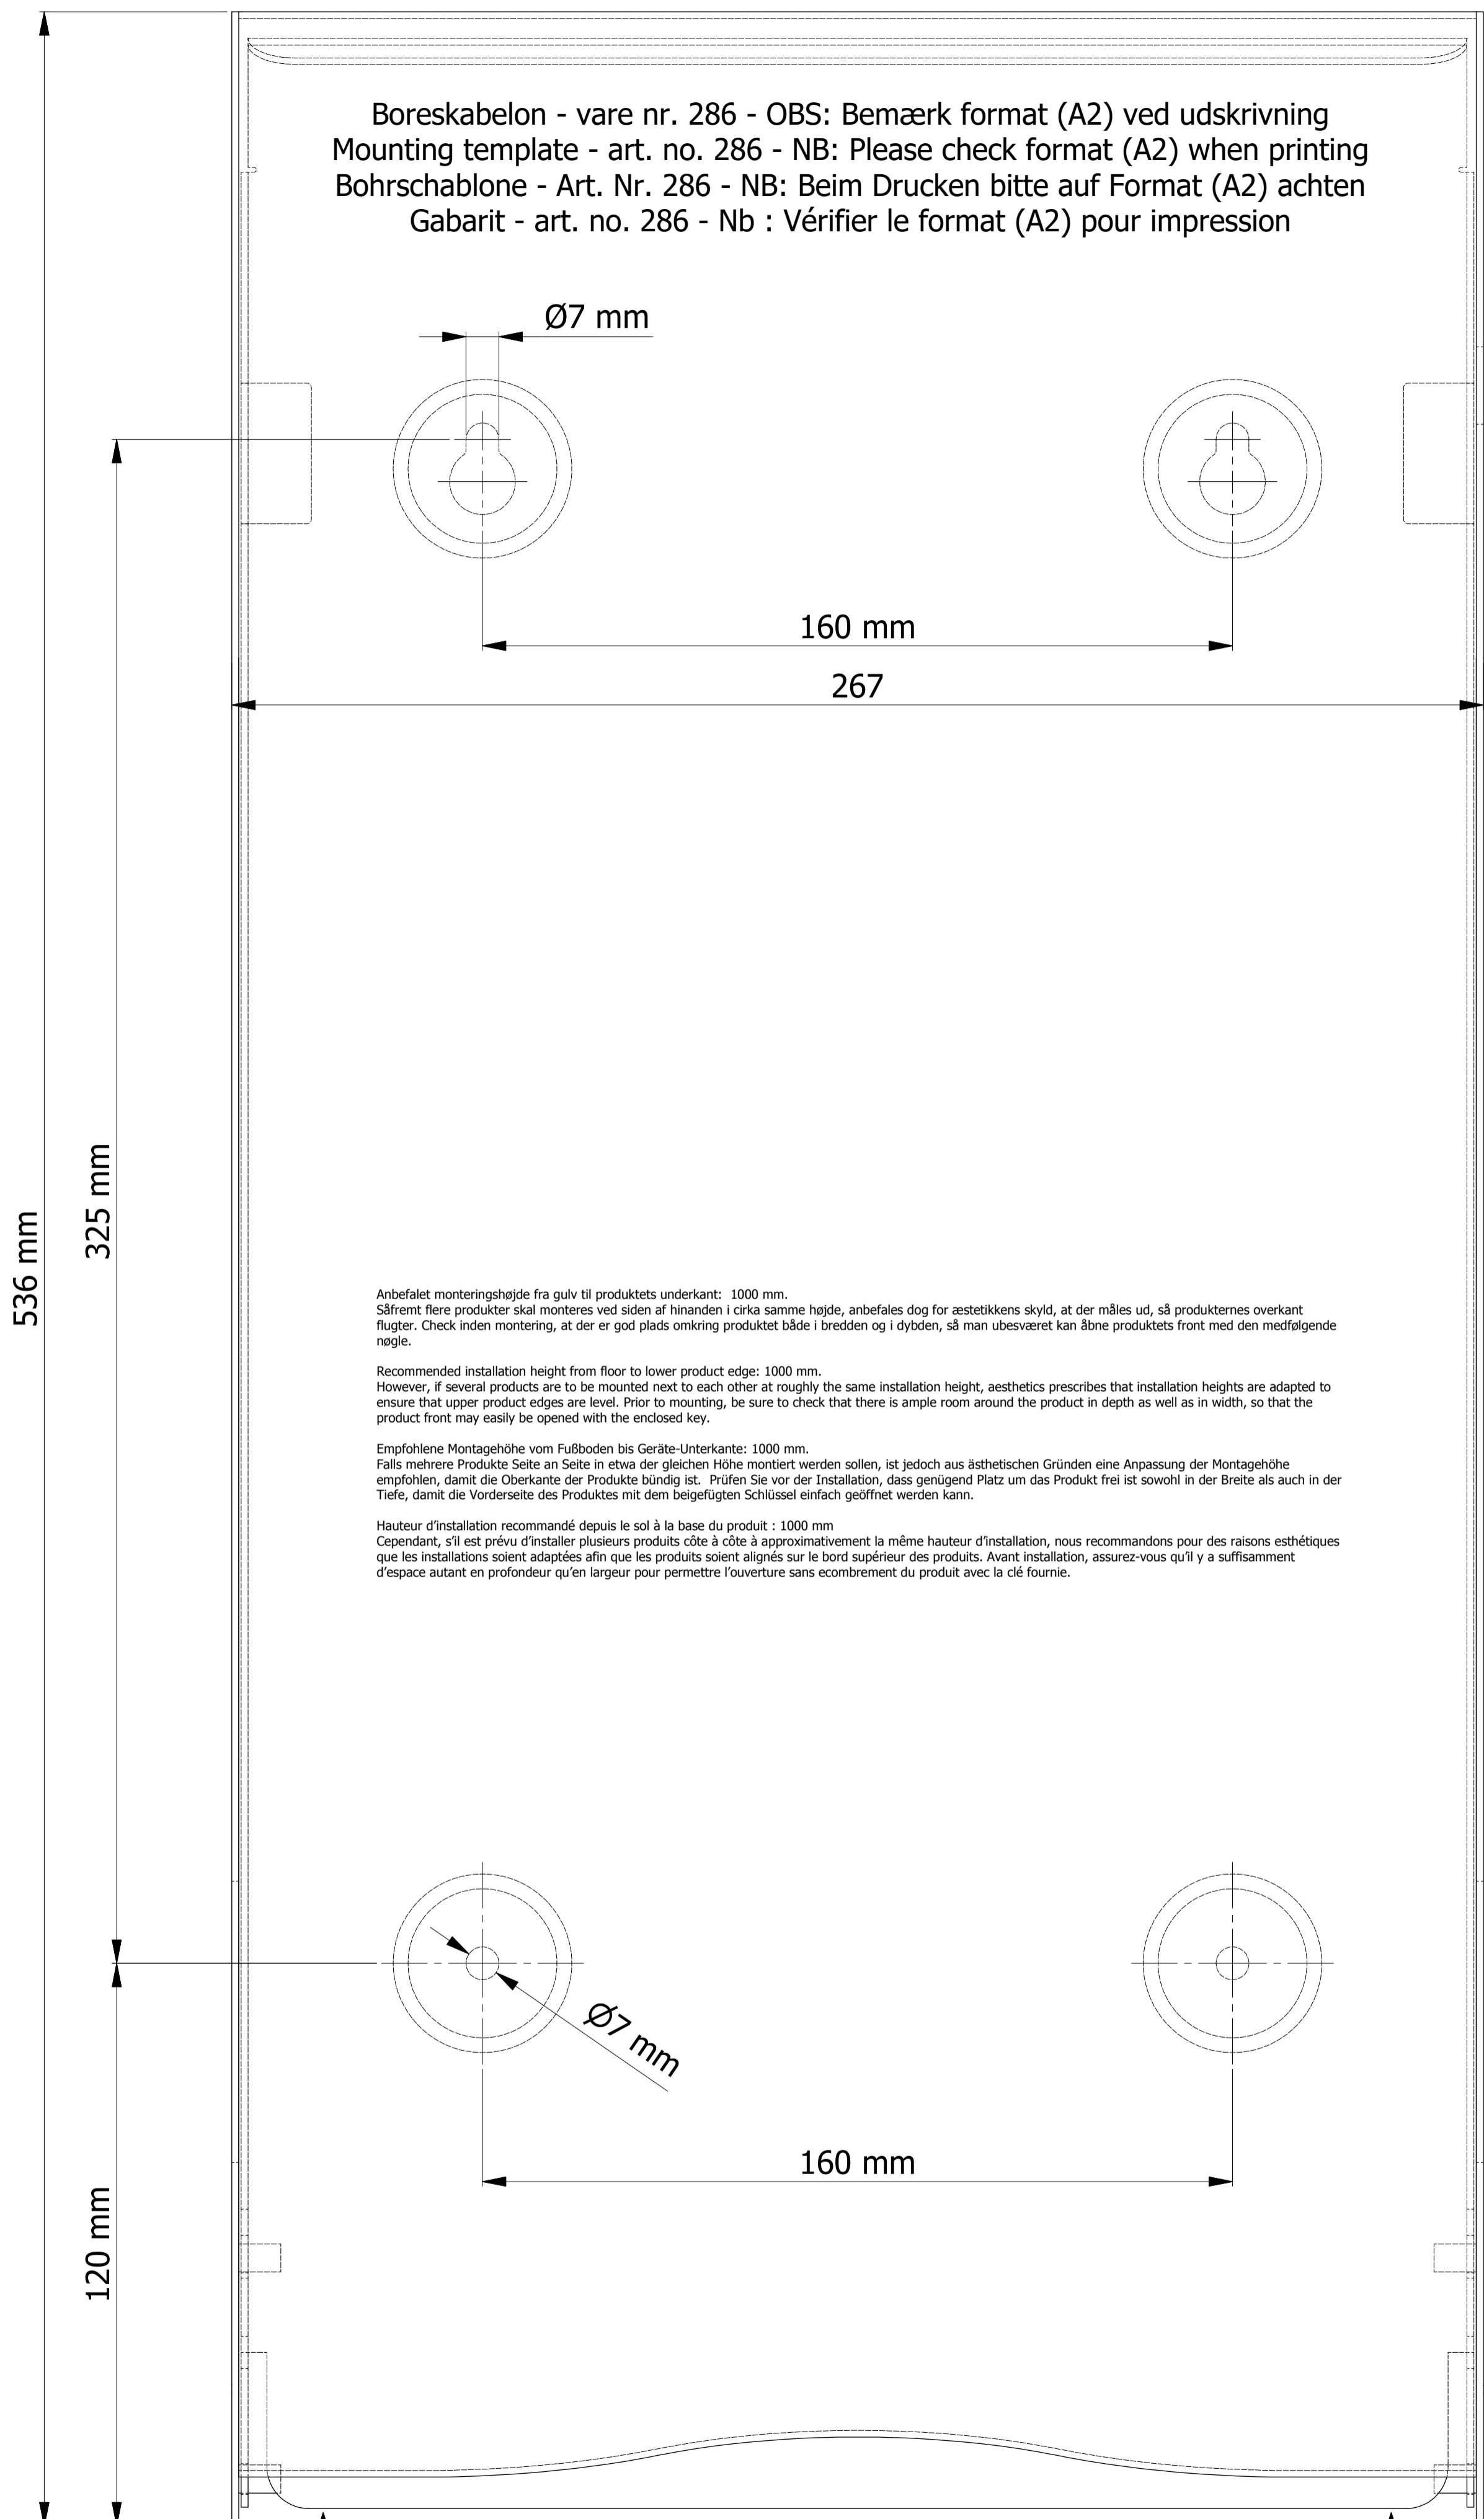 Boreskabelon - vare nr. 286 - OBS: Bemærk format (A2) ved udskrivning
Mounting template - art. no. 286 - NB: Please check format (A2) when printing
Bohrschablone - Art. Nr. 286 - NB: Beim Drucken bitte auf Format (A2) achten
Gabarit - art. no. 286 - Nb : Vérifier le format (A2) pour impression
Ø7 mm
160 mm
267
325 mm
536 mm
Anbefalet monteringshøjde fra gulv til produktets underkant:  1000 mm.
Såfremt flere produkter skal monteres ved siden af hinanden i cirka samme højde, anbefales dog for æstetikkens skyld, at der måles ud, så produkternes overkant
flugter. Check inden montering, at der er god plads omkring produktet både i bredden og i dybden, så man ubesværet kan åbne produktets front med den medfølgende
nøgle.
Recommended installation height from floor to lower product edge: 1000 mm.
However, if several products are to be mounted next to each other at roughly the same installation height, aesthetics prescribes that installation heights are adapted to
ensure that upper product edges are level. Prior to mounting, be sure to check that there is ample room around the product in depth as well as in width, so that the
product front may easily be opened with the enclosed key.
Empfohlene Montagehöhe vom Fußboden bis Geräte-Unterkante: 1000 mm.
Falls mehrere Produkte Seite an Seite in etwa der gleichen Höhe montiert werden sollen, ist jedoch aus ästhetischen Gründen eine Anpassung der Montagehöhe
empfohlen, damit die Oberkante der Produkte bündig ist.  Prüfen Sie vor der Installation, dass genügend Platz um das Produkt frei ist sowohl in der Breite als auch in der
Tiefe, damit die Vorderseite des Produktes mit dem beigefügten Schlüssel einfach geöffnet werden kann.
Hauteur d'installation recommandé depuis le sol à la base du produit : 1000 mm
Cependant, s'il est prévu d'installer plusieurs produits côte à côte à approximativement la même hauteur d'installation, nous recommandons pour des raisons esthétiques
que les installations soient adaptées afin que les produits soient alignés sur le bord supérieur des produits. Avant installation, assurez-vous qu'il y a suffisamment
d'espace autant en profondeur qu'en largeur pour permettre l'ouverture sans ecombrement du produit avec la clé fournie.
Ø7 mm
160 mm
120 mm